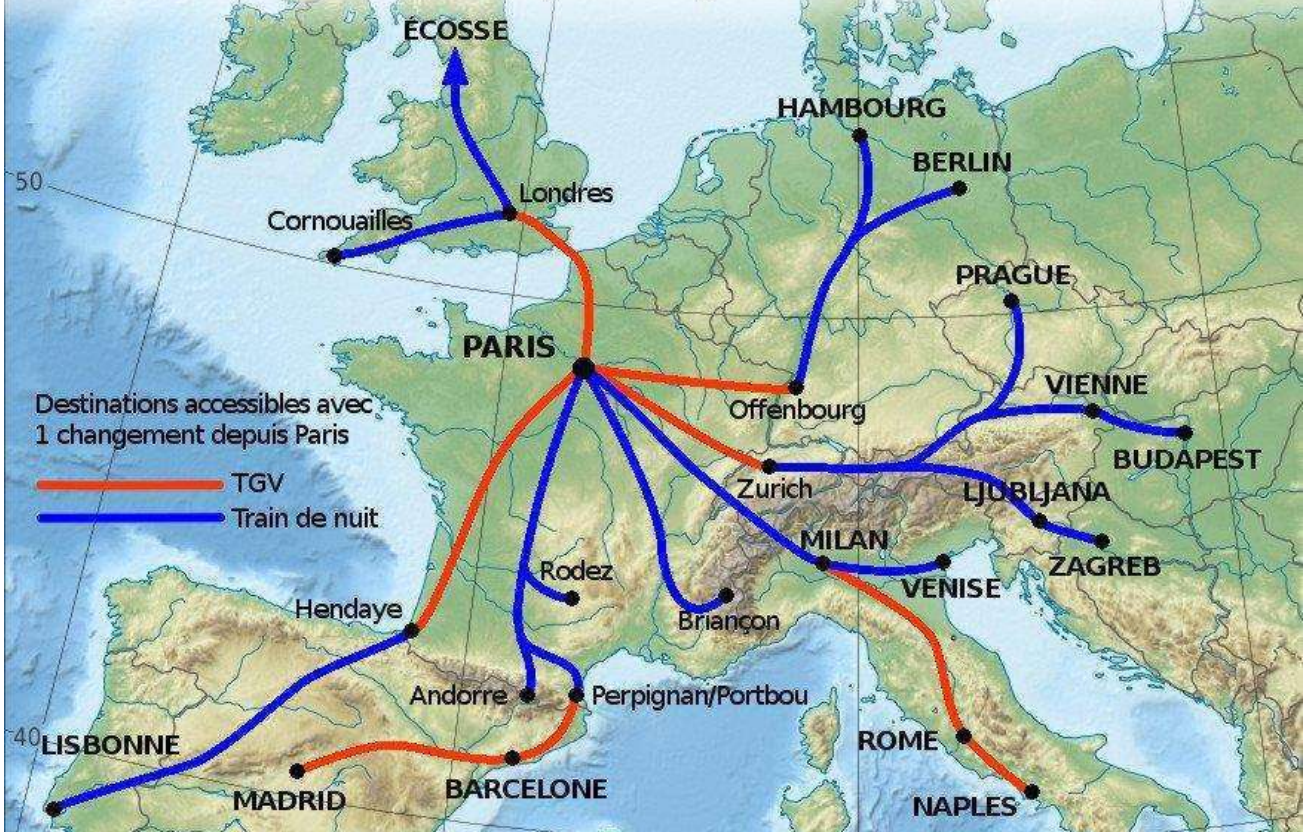 ÉCOSSE
HAMBOURG
BERLIN
50
Londres
Cornouailles
PRAGUE
PARIS
VIENNE
Destinations accessibles avec
1 changement depuis Paris
Offenbourg
BUDAPEST
TGV
Zurich
LJUBLJANA
Train de nuit
MILAN
ZAGREB
Rodez
VENISE
Hendaye
Briançon
Andorre
Perpignan/Portbou
40
LISBONNE
ROME
BARCELONE
MADRID
NAPLES